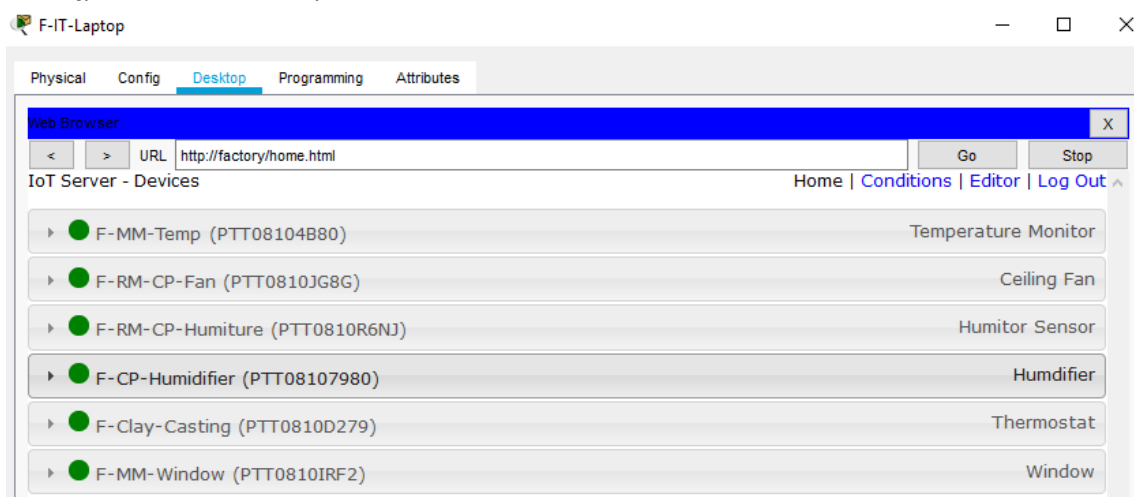 F-IT-Laptop
Physical Config Desktop Programming Attributes
Web Browser X
< > URL http://factory/home.html Go Stop
IoT Server - Devices Home | Conditions | Editor | Log Out
F-MM-Temp (PTT08104B80) Temperature Monitor
F-RM-CP-Fan (PTT0810JG8G) Ceiling Fan
F-RM-CP-Humiture (PTT0810R6NJ) Humitor Sensor
F-CP-Humidifier (PTT08107980) Humdifier
F-Clay-Casting (PTT0810D279) Thermostat
F-MM-Window (PTT0810IRF2) Window